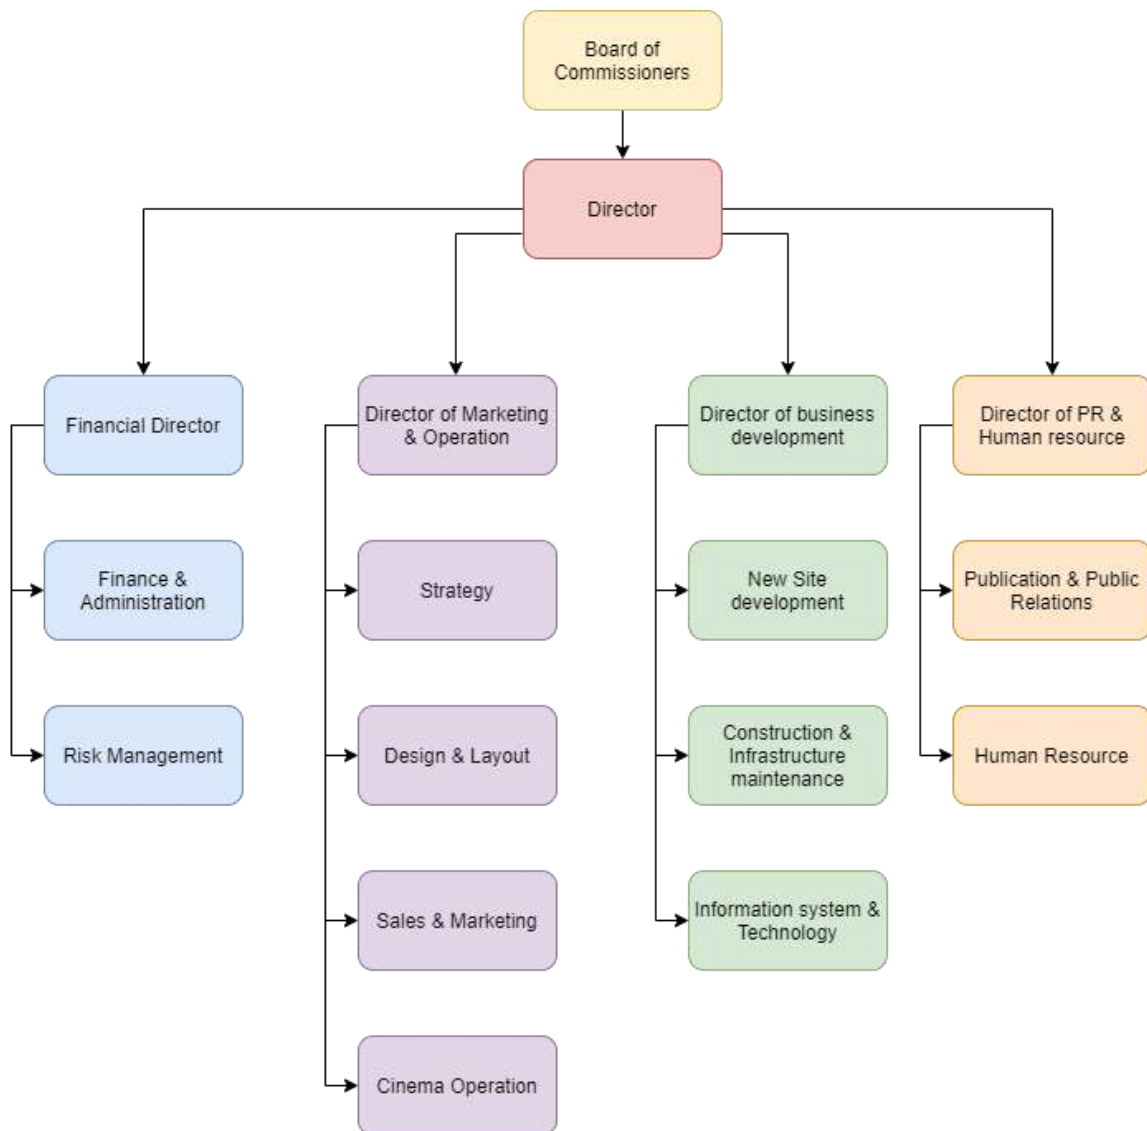 Board of
Commissioners
Director
Financial Director
Director of Marketing
& Operation
Director of business
development
Director of PR &
Human resource
Finance &
Administration
Strategy
New Site
development
Publication & Public
Relations
Risk Management
Design & Layout
Construction &
Infrastructure
maintenance
Human Resource
Sales & Marketing
Information system &
Technology
Cinema Operation